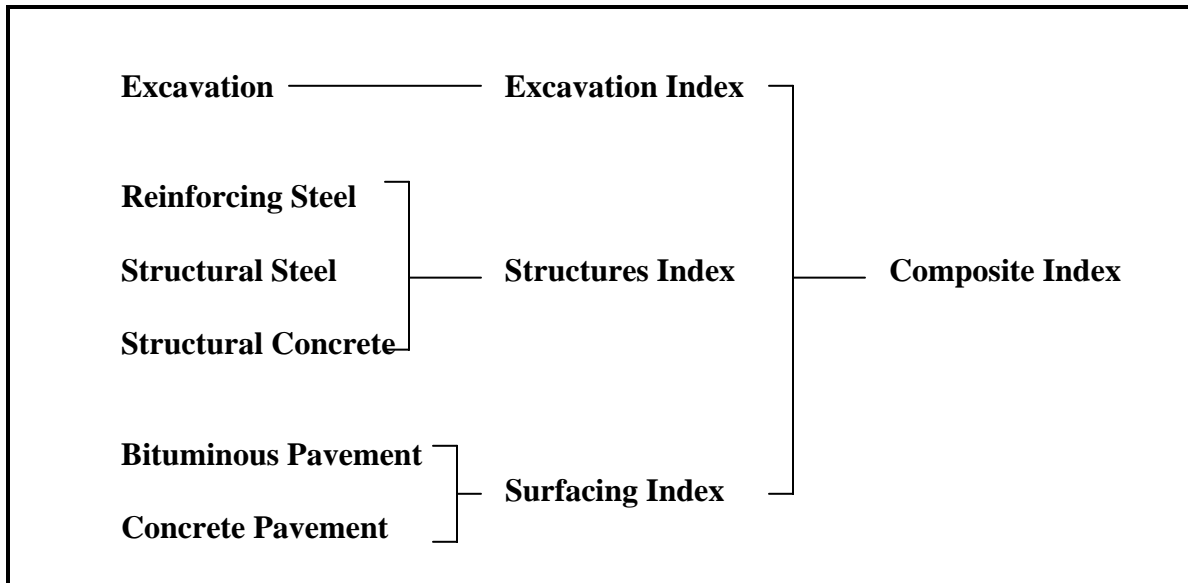 Excavation Excavation Index
Reinforcing Steel
Structural Steel Structures Index Composite Index
Structural Concrete
Bituminous Pavement
Surfacing Index
Concrete Pavement